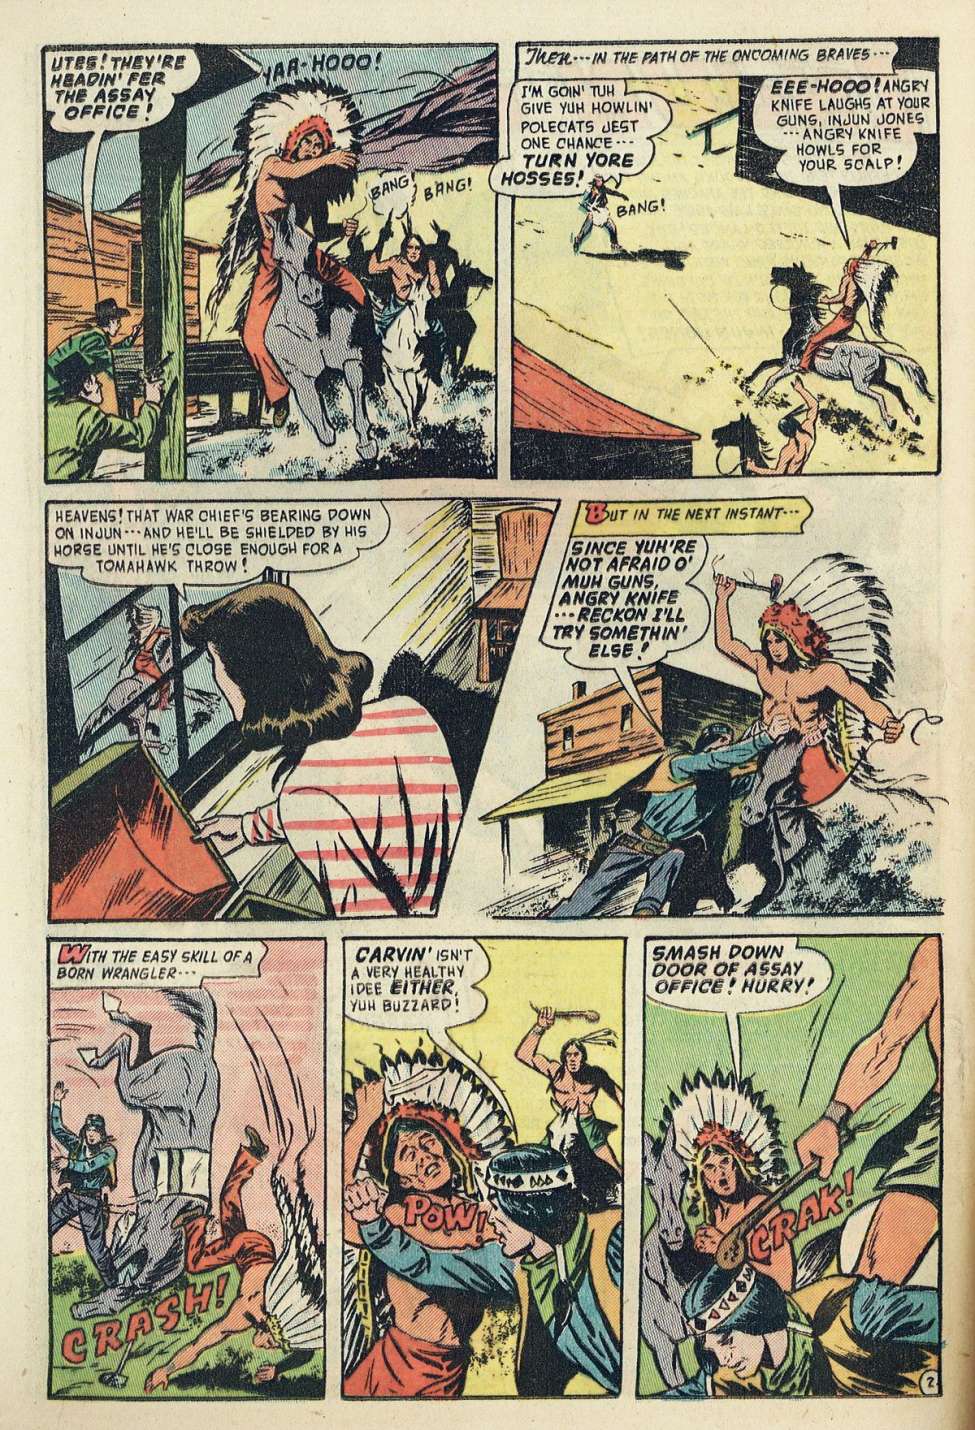 UTES! THEY'RE
HEADIN' FER
THE ASSAY
OFFICE!
YAA-HOOO!
BANG!
BANG!
Then---IN THE PATH OF THE ONCOMING BRAVES---
I'M GOIN' TUH
GIVE YUH HOWLIN'
POLECATS JEST
ONE CHANCE---
TURN YORE
HOSSES!
BANG!
EEE-HOOO! ANGRY
KNIFE LAUGHS AT YOUR
GUNS, INJUN JONES
---ANGRY KNIFE
HOWLS FOR
YOUR SCALP!
HEAVENS! THAT WAR CHIEF'S BEARING DOWN
ON INJUN---AND HE'LL BE SHIELDED BY HIS
HORSE UNTIL HE'S CLOSE ENOUGH FOR A
TOMAHAWK THROW!
BUT IN THE NEXT INSTANT---
SINCE YUH'RE
NOT AFRAID O'
MUH GUNS,
ANGRY KNIFE
---RECKON I'LL
TRY SOMETHIN'
ELSE!
WITH THE EASY SKILL OF A
BORN WRANGLER---
CRASH!
CARVIN' ISN'T
A VERY HEALTHY
IDEE EITHER,
YUH BUZZARD!
POW!
SMASH DOWN
DOOR OF ASSAY
OFFICE! HURRY!
CRAK!
2